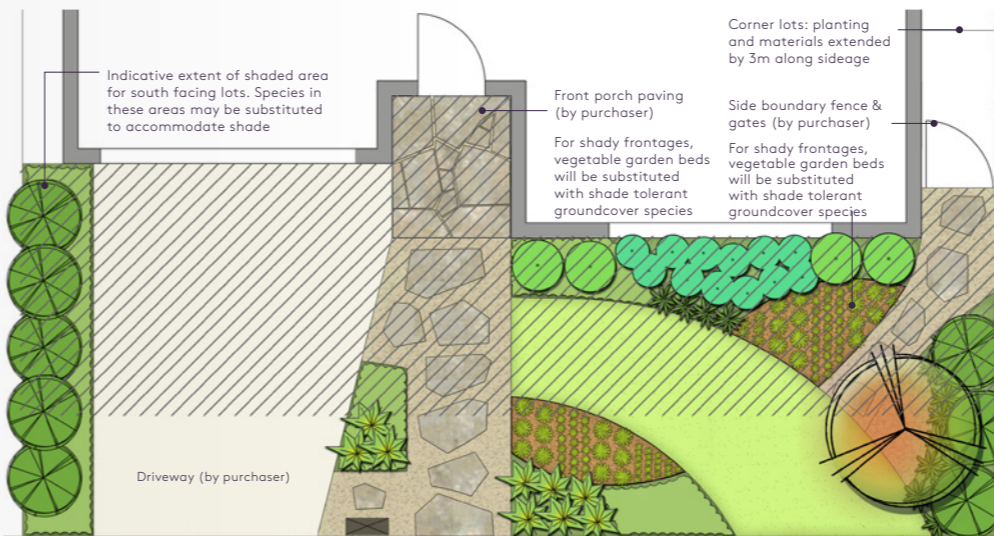 Indicative extent of shaded area
for south facing lots. Species in
these areas may be substituted
to accommodate shade
Front porch paving
(by purchaser)
For shady frontages,
vegetable garden beds
will be substituted
with shade tolerant
groundcover species
Corner lots: planting
and materials extended
by 3m along sideage
Side boundary fence &
gates (by purchaser)
For shady frontages,
vegetable garden beds
will be substituted
with shade tolerant
groundcover species
Driveway (by purchaser)